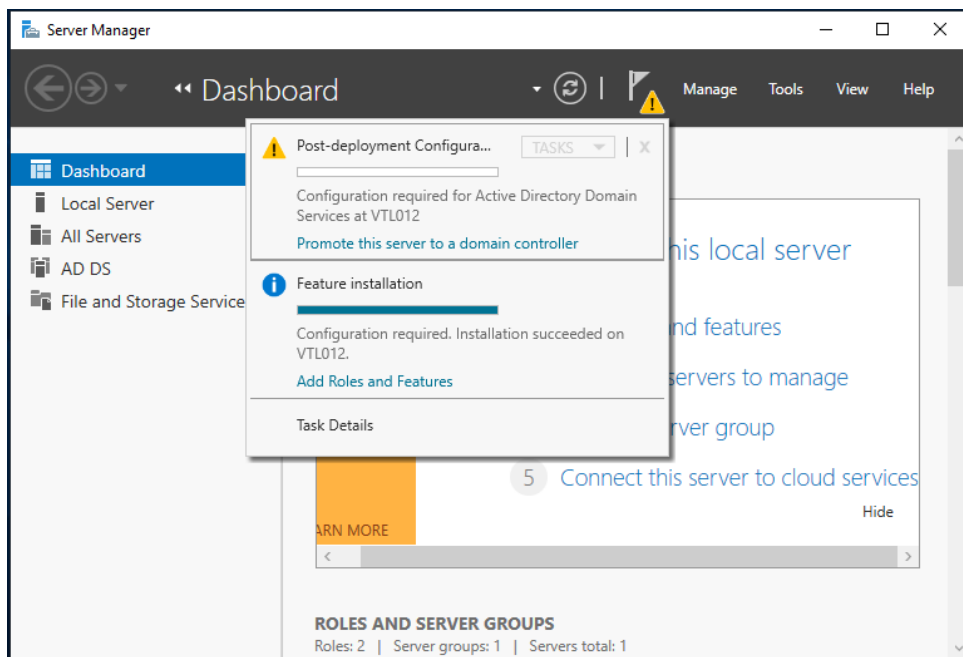 Server Manager
Dashboard
Manage Tools View Help
Dashboard
Local Server
All Servers
AD DS
File and Storage Service
Post-deployment Configura...
TASKS
X
Configuration required for Active Directory Domain
Services at VTL012
Promote this server to a domain controller
Feature installation
Configuration required. Installation succeeded on
VTL012.
Add Roles and Features
Task Details
his local server
nd features
servers to manage
rver group
5 Connect this server to cloud services
Hide
ARN MORE
ROLES AND SERVER GROUPS
Roles: 2 | Server groups: 1 | Servers total: 1